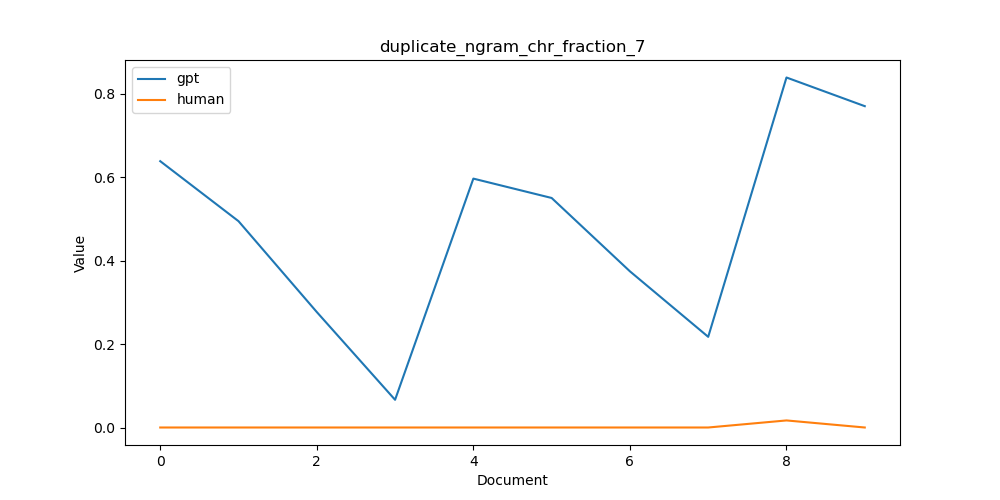 duplicate_ngram_chr_fraction_7
gpt
human
Value
0.8
0.6
0.4
0.2
0.0
0 2 4 6 8
Document